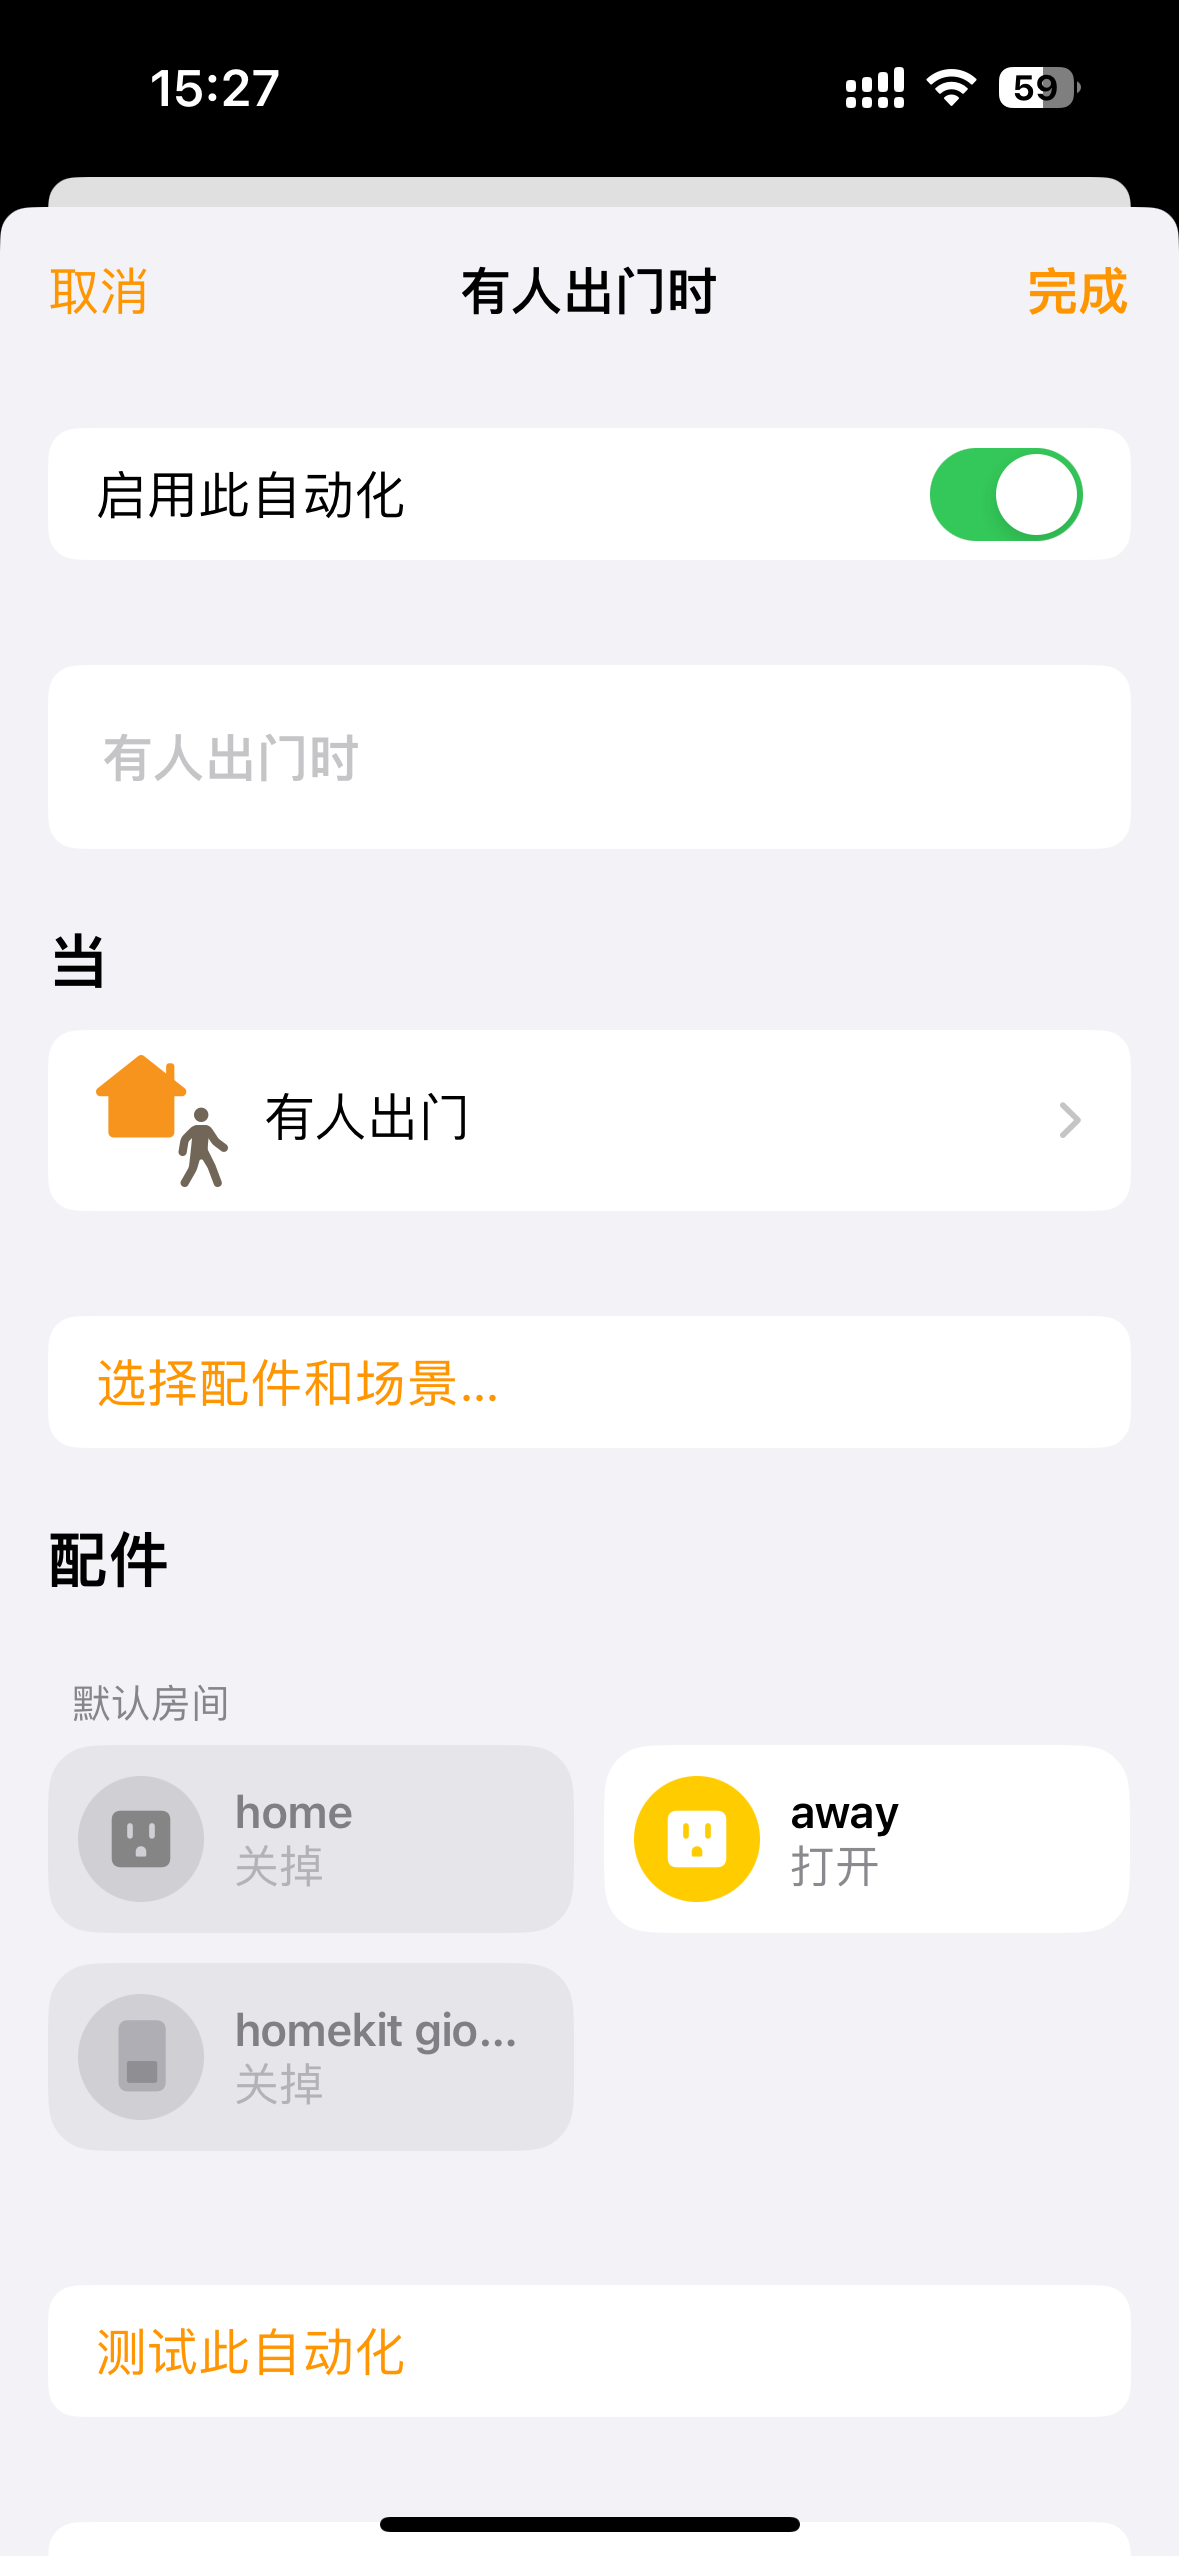 15:27
59
取消
有人出门时
完成
启用此自动化
有人出门时
当
有人出门
选择配件和场景...
配件
默认房间
home
关掉
away
打开
homekit gio...
关掉
测试此自动化